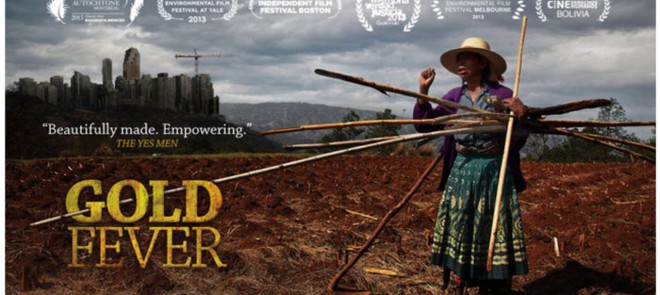 AUTOCHTONE
MONTREAL
2013
ENVIRONMENTAL FILM
FESTIVAL AT YALE
2013
INDEPENDENT FILM
FESTIVAL BOSTON
ENVIRONMENTAL FILM
FESTIVAL MELBOURNE
2013
CINE
BOLIVIA
"Beautifully made. Empowering."
THE YES MEN
GOLD
FEVER